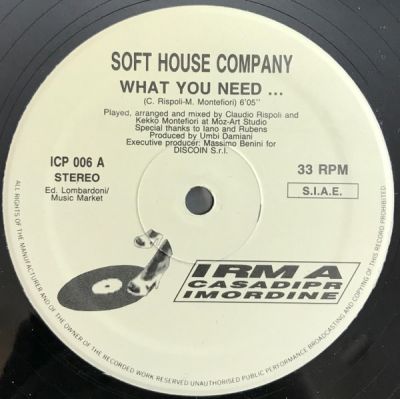 SOFT HOUSE COMPANY
WHAT YOU NEED ...
(C. Rispoli-M. Montefiori) 6'05"
Played, arranged and mixed by Claudio Rispoli and
Kekko Montefiori at Moz-Art Studio
Special thanks to Iano and Rubens
Produced by Umbi Damiani
Executive producer: Massimo Benini for
DISCOIN S.r.l.
ICP 006 A
STEREO
Ed. Lombardoni/
Music Market
33 RPM
S.I.A.E.
IRMA
CASADIPR
IMORDINE
ALL RIGHTS OF THE MANUFACTURER AND OF THE OWNER OF THE RECORDED WORK RESERVED UNAUTHORISED PUBLIC PERFORMANCE BROADCASTING AND COPYING OF THIS RECORD PROHIBITED